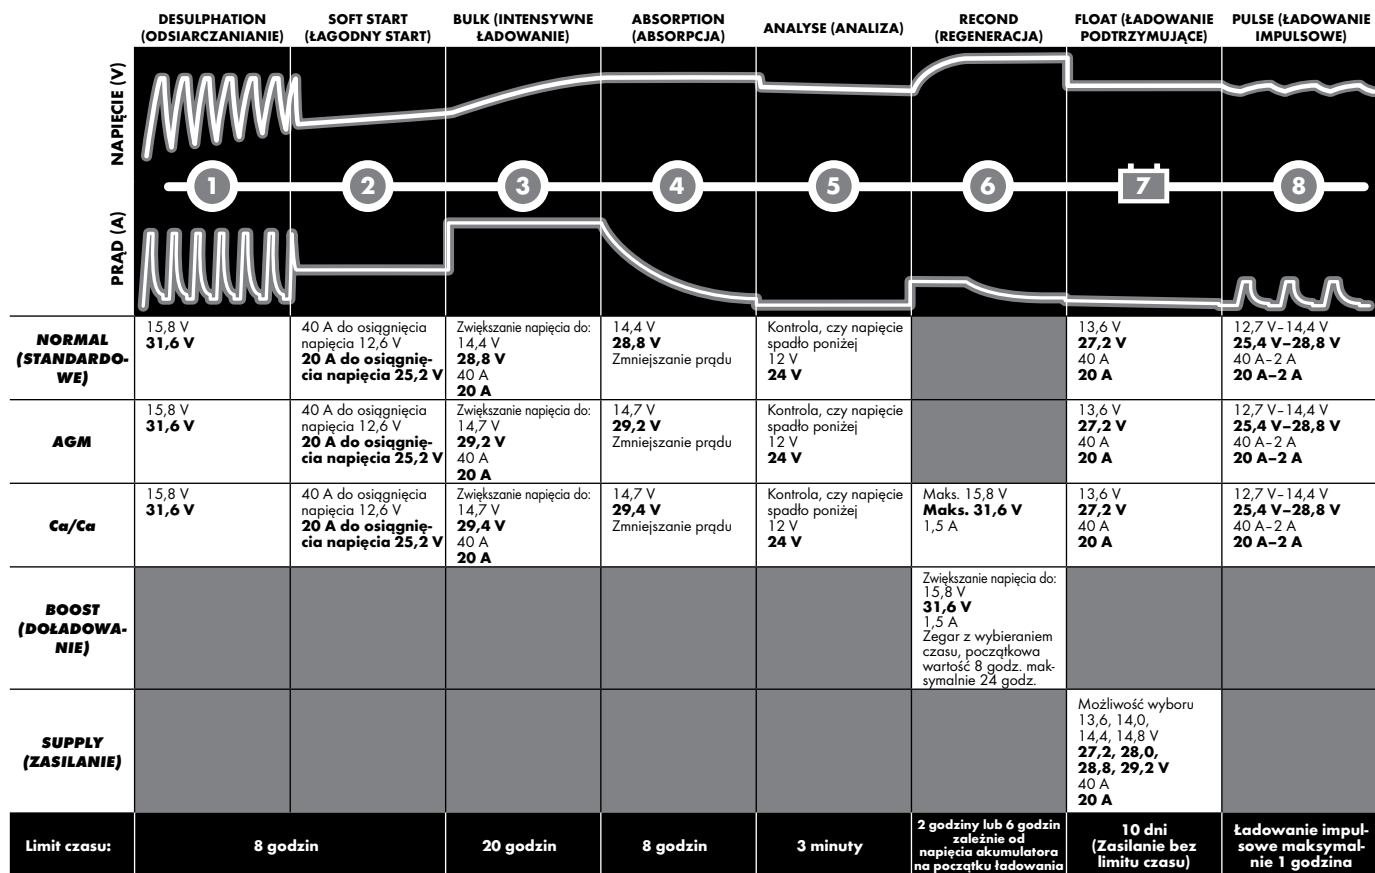 DESULPHATION
(ODSIARCZANIANIE)
SOFT START
(ŁAGODNY START)
BULK (INTENSYWNE
ŁADOWANIE)
ABSORPTION
(ABSORPCJA)
ANALYSE (ANALIZA)
RECOND
(REGENERACJA)
FLOAT (ŁADOWANIE
PODTRZYMUJĄCE)
PULSE (ŁADOWANIE
IMPULSOWE)
NAPIĘCIE (V)
1
2
3
4
5
6
7
8
PRĄD (A)
NORMAL
(STANDARDO-
WE)
15,8 V
31,6 V
40 A do osiągnięcia
napięcia 12,6 V
20 A do osiągnię-
cia napięcia 25,2 V
Zwiększanie napięcia do:
14,4 V
28,8 V
40 A
20 A
14,4 V
28,8 V
Zmniejszanie prądu
Kontrola, czy napięcie
spadło poniżej
12 V
24 V
13,6 V
27,2 V
40 A
20 A
12,7 V–14,4 V
25,4 V–28,8 V
40 A–2 A
20 A–2 A
AGM
15,8 V
31,6 V
40 A do osiągnięcia
napięcia 12,6 V
20 A do osiągnię-
cia napięcia 25,2 V
Zwiększanie napięcia do:
14,7 V
29,2 V
40 A
20 A
14,7 V
29,2 V
Zmniejszanie prądu
Kontrola, czy napięcie
spadło poniżej
12 V
24 V
13,6 V
27,2 V
40 A
20 A
12,7 V–14,4 V
25,4 V–28,8 V
40 A–2 A
20 A–2 A
Ca/Ca
15,8 V
31,6 V
40 A do osiągnięcia
napięcia 12,6 V
20 A do osiągnię-
cia napięcia 25,2 V
Zwiększanie napięcia do:
14,7 V
29,4 V
40 A
20 A
14,7 V
29,4 V
Zmniejszanie prądu
Kontrola, czy napięcie
spadło poniżej
12 V
24 V
Maks. 15,8 V
Maks. 31,6 V
1,5 A
13,6 V
27,2 V
40 A
20 A
12,7 V–14,4 V
25,4 V–28,8 V
40 A–2 A
20 A–2 A
BOOST
(DOŁADOWA-
NIE)
Zwiększanie napięcia do:
15,8 V
31,6 V
1,5 A
Zegar z wybieraniem
czasu, początkowa
wartość 8 godz. mak-
symalnie 24 godz.
SUPPLY
(ZASILANIE)
Możliwość wyboru
13,6, 14,0,
14,4, 14,8 V
27,2, 28,0,
28,8, 29,2 V
40 A
20 A
Limit czasu:
8 godzin
20 godzin
8 godzin
3 minuty
2 godziny lub 6 godzin
zależnie od
napięcia akumulatora
na początku ładowania
10 dni
(Zasilanie bez
limitu czasu)
Ładowanie impul-
sowe maksymal-
nie 1 godzina